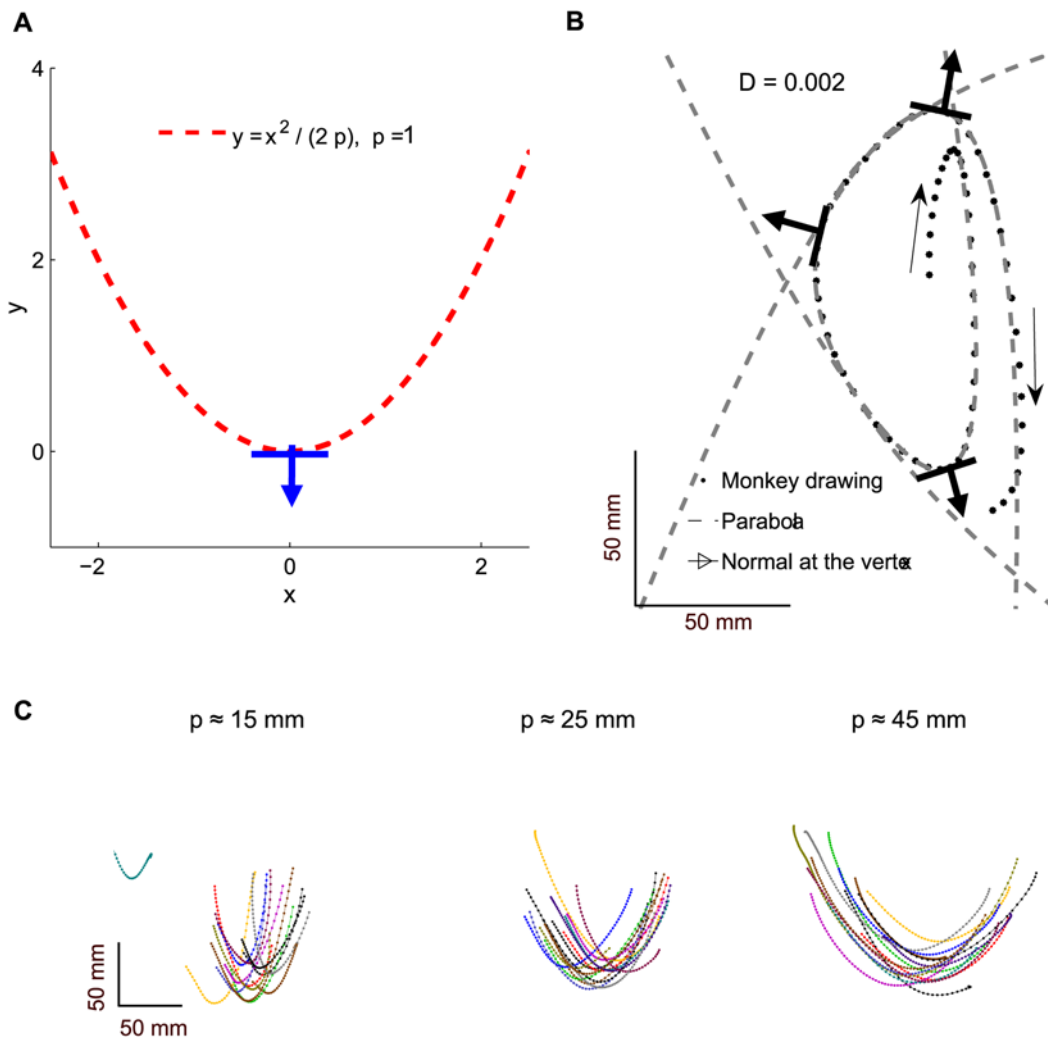 A
4
y = x² / (2 p), p = 1
2
y
0
−2
0
2
x
B
D = 0.002
Monkey drawing
Parabola
Normal at the vertex
50 mm
50 mm
C
p ≈ 15 mm
p ≈ 25 mm
p ≈ 45 mm
50 mm
50 mm